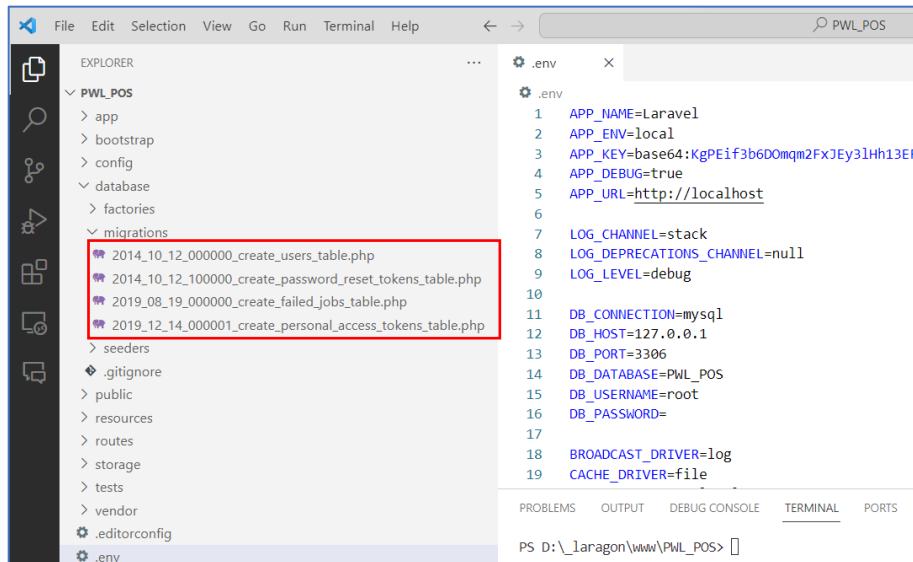 File Edit Selection View Go Run Terminal Help PWL_POS
EXPLORER
PWL_POS
app
bootstrap
config
database
factories
migrations
2014_10_12_000000_create_users_table.php
2014_10_12_100000_create_password_reset_tokens_table.php
2019_08_19_000000_create_failed_jobs_table.php
2019_12_14_000001_create_personal_access_tokens_table.php
seeders
.gitignore
public
resources
routes
storage
tests
vendor
.editorconfig
.env
.env
.env
1 APP_NAME=Laravel
2 APP_ENV=local
3 APP_KEY=base64:KgPEif3b6DOmqm2FxJEy3lHh13EF
4 APP_DEBUG=true
5 APP_URL=http://localhost
6
7 LOG_CHANNEL=stack
8 LOG_DEPRECATIONS_CHANNEL=null
9 LOG_LEVEL=debug
10
11 DB_CONNECTION=mysql
12 DB_HOST=127.0.0.1
13 DB_PORT=3306
14 DB_DATABASE=PWL_POS
15 DB_USERNAME=root
16 DB_PASSWORD=
17
18 BROADCAST_DRIVER=log
19 CACHE_DRIVER=file
PROBLEMS OUTPUT DEBUG CONSOLE TERMINAL PORTS
PS D:\_laragon\www\PWL_POS>